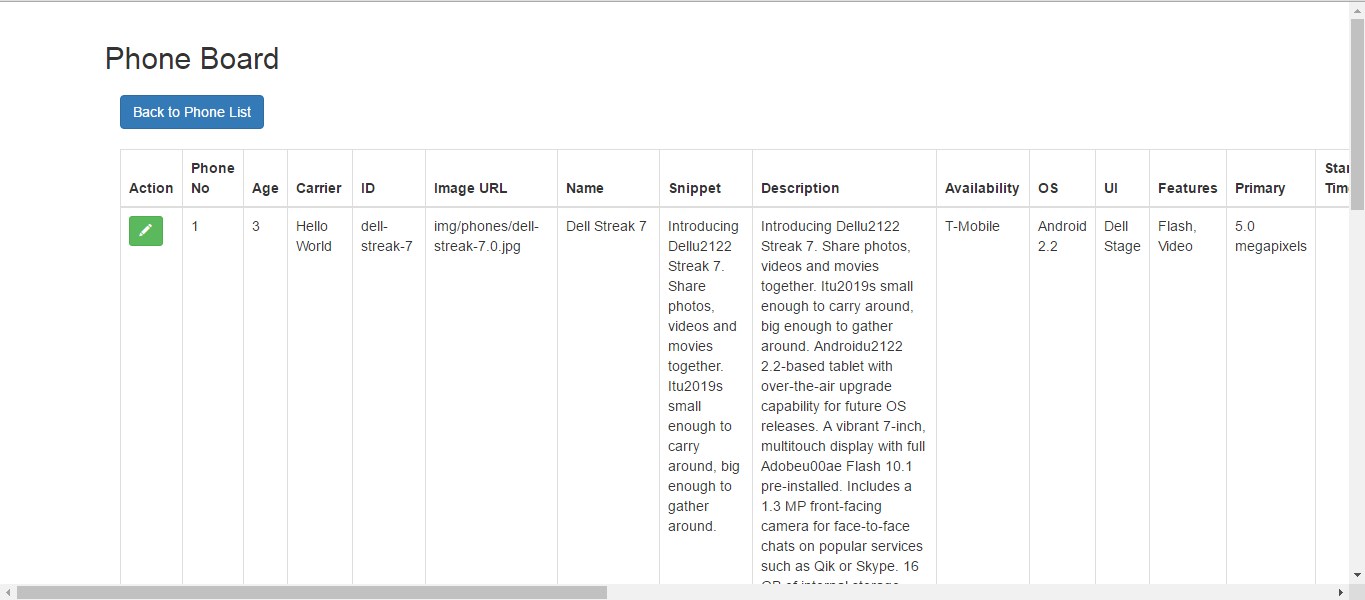 Phone Board
Back to Phone List
Action
Phone
No
Age
Carrier
ID
Image URL
Name
Snippet
Description
Availability
OS
UI
Features
Primary
1
3
Hello
World
dell-
streak-7
img/phones/dell-
streak-7.0.jpg
Dell Streak 7
Introducing
Dellu2122
Streak 7.
Share
photos,
videos and
movies
together.
Itu2019s
small
enough to
carry
around, big
enough to
gather
around.
Introducing Dellu2122
Streak 7. Share photos,
videos and movies
together. Itu2019s small
enough to carry around,
big enough to gather
around. Androidu2122
2.2-based tablet with
over-the-air upgrade
capability for future OS
releases. A vibrant 7-inch,
multitouch display with full
Adobeu00ae Flash 10.1
pre-installed. Includes a
1.3 MP front-facing
camera for face-to-face
chats on popular services
such as Qik or Skype. 16
GB of internal storage
T-Mobile
Android
2.2
Dell
Stage
Flash,
Video
5.0
megapixels